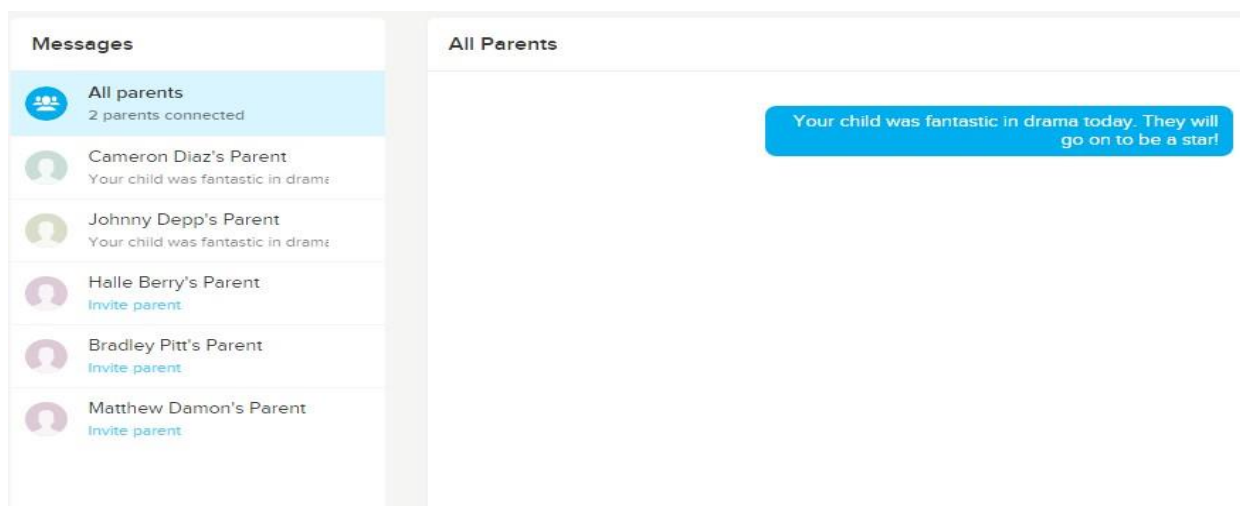 Messages
All parents
2 parents connected
Cameron Diaz's Parent
Your child was fantastic in drama
Johnny Depp's Parent
Your child was fantastic in drama
Halle Berry's Parent
Invite parent
Bradley Pitt's Parent
Invite parent
Matthew Damon's Parent
Invite parent
All Parents
Your child was fantastic in drama today. They will
go on to be a star!